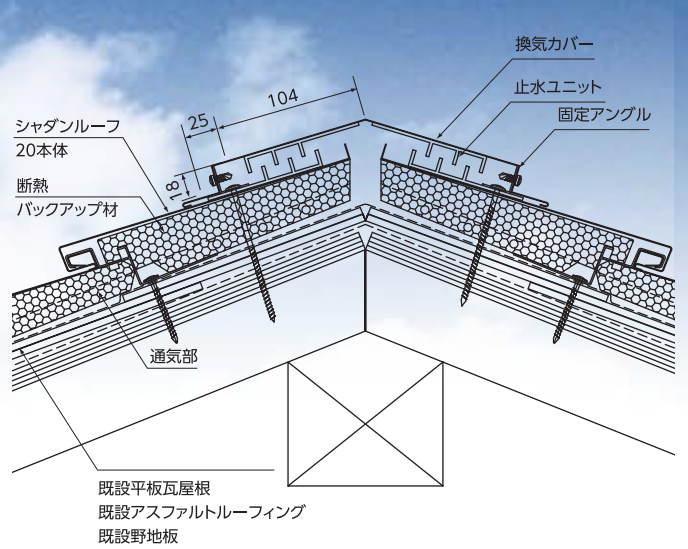 換気カバー
止水ユニット
固定アングル
104
25
18
シャダンルーフ
20本体
断熱
バックアップ材
通気部
既設平板瓦屋根
既設アスファルトルーフィング
既設野地板